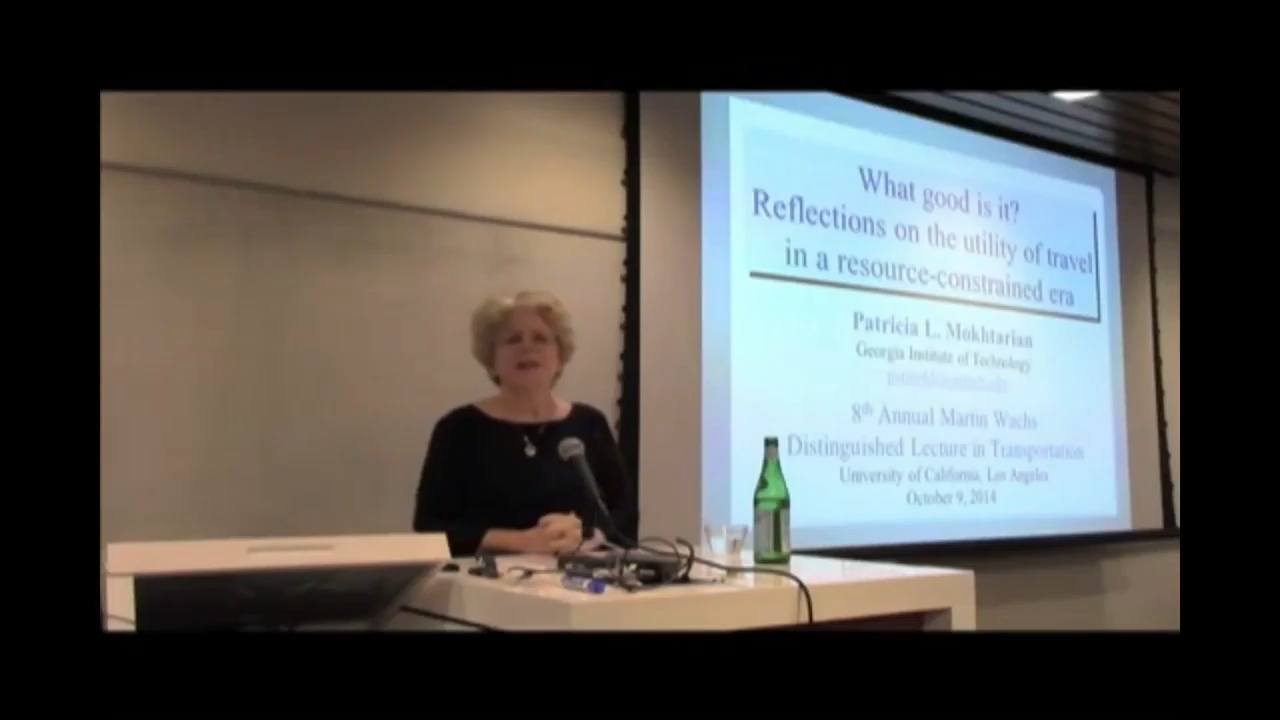 What good is it?
Reflections on the utility of travel
in a resource-constrained era
Patricia L. Mokhtarian
Georgia Institute of Technology
8th Annual Martin Wachs
Distinguished Lecture in Transportation
University of California, Los Angeles
October 9, 2014